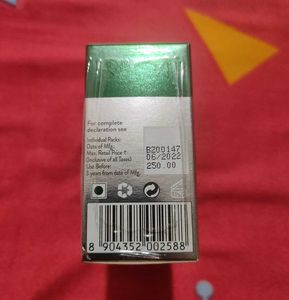 For complete
declaration see
Individual Packs:
Date of Mfg.:
Max. Retail Price ₹:
(Inclusive of all Taxes)
Use Before:
3 years from date of Mfg.
BZ00147
06/2022
250.00
8 904352 002588